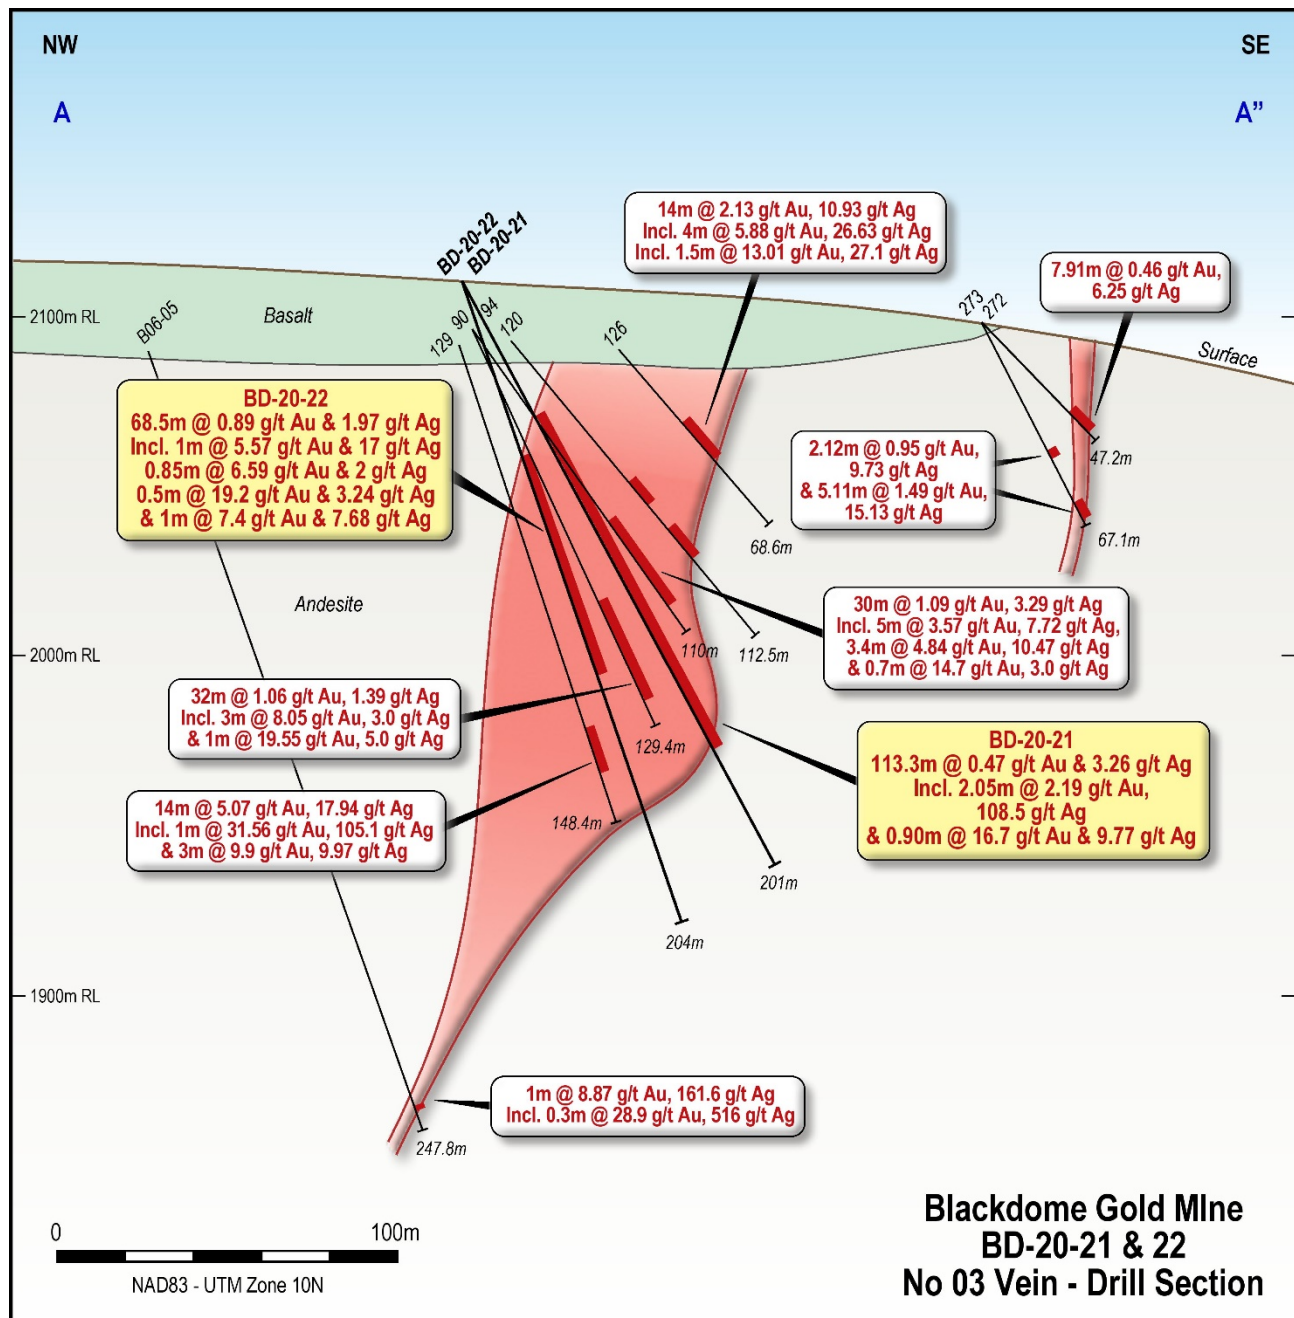 NW
SE
A
A”
BD-20-22
BD-20-21
14m @ 2.13 g/t Au, 10.93 g/t Ag
Incl. 4m @ 5.88 g/t Au, 26.63 g/t Ag
Incl. 1.5m @ 13.01 g/t Au, 27.1 g/t Ag
7.91m @ 0.46 g/t Au,
6.25 g/t Ag
2100m RL
B06-05
Basalt
129
90
94
120
126
273
272
Surface
BD-20-22
68.5m @ 0.89 g/t Au & 1.97 g/t Ag
Incl. 1m @ 5.57 g/t Au & 17 g/t Ag
0.85m @ 6.59 g/t Au & 2 g/t Ag
0.5m @ 19.2 g/t Au & 3.24 g/t Ag
& 1m @ 7.4 g/t Au & 7.68 g/t Ag
2.12m @ 0.95 g/t Au,
9.73 g/t Ag
& 5.11m @ 1.49 g/t Au,
15.13 g/t Ag
47.2m
67.1m
68.6m
Andesite
30m @ 1.09 g/t Au, 3.29 g/t Ag
Incl. 5m @ 3.57 g/t Au, 7.72 g/t Ag,
3.4m @ 4.84 g/t Au, 10.47 g/t Ag
& 0.7m @ 14.7 g/t Au, 3.0 g/t Ag
2000m RL
110m
112.5m
32m @ 1.06 g/t Au, 1.39 g/t Ag
Incl. 3m @ 8.05 g/t Au, 3.0 g/t Ag
& 1m @ 19.55 g/t Au, 5.0 g/t Ag
129.4m
BD-20-21
113.3m @ 0.47 g/t Au & 3.26 g/t Ag
Incl. 2.05m @ 2.19 g/t Au,
108.5 g/t Ag
& 0.90m @ 16.7 g/t Au & 9.77 g/t Ag
14m @ 5.07 g/t Au, 17.94 g/t Ag
Incl. 1m @ 31.56 g/t Au, 105.1 g/t Ag
& 3m @ 9.9 g/t Au, 9.97 g/t Ag
148.4m
201m
204m
1900m RL
1m @ 8.87 g/t Au, 161.6 g/t Ag
Incl. 0.3m @ 28.9 g/t Au, 516 g/t Ag
247.8m
0
100m
NAD83 - UTM Zone 10N
Blackdome Gold MIne
BD-20-21 & 22
No 03 Vein - Drill Section